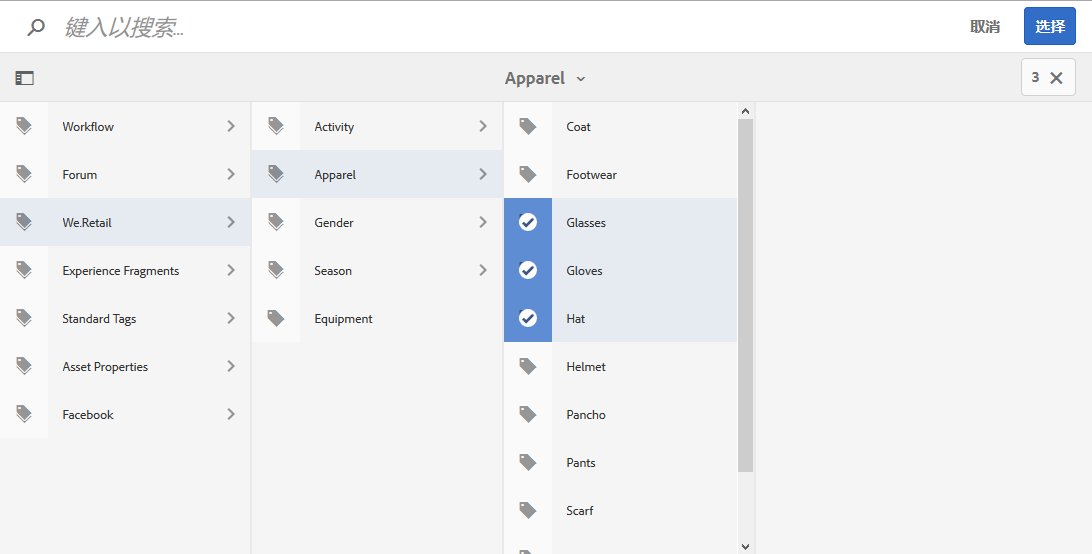 键入以搜索...
取消
选择
Apparel
3
Workflow
Forum
We.Retail
Experience Fragments
Standard Tags
Asset Properties
Facebook
Activity
Apparel
Gender
Season
Equipment
Coat
Footwear
Glasses
Gloves
Hat
Helmet
Pancho
Pants
Scarf